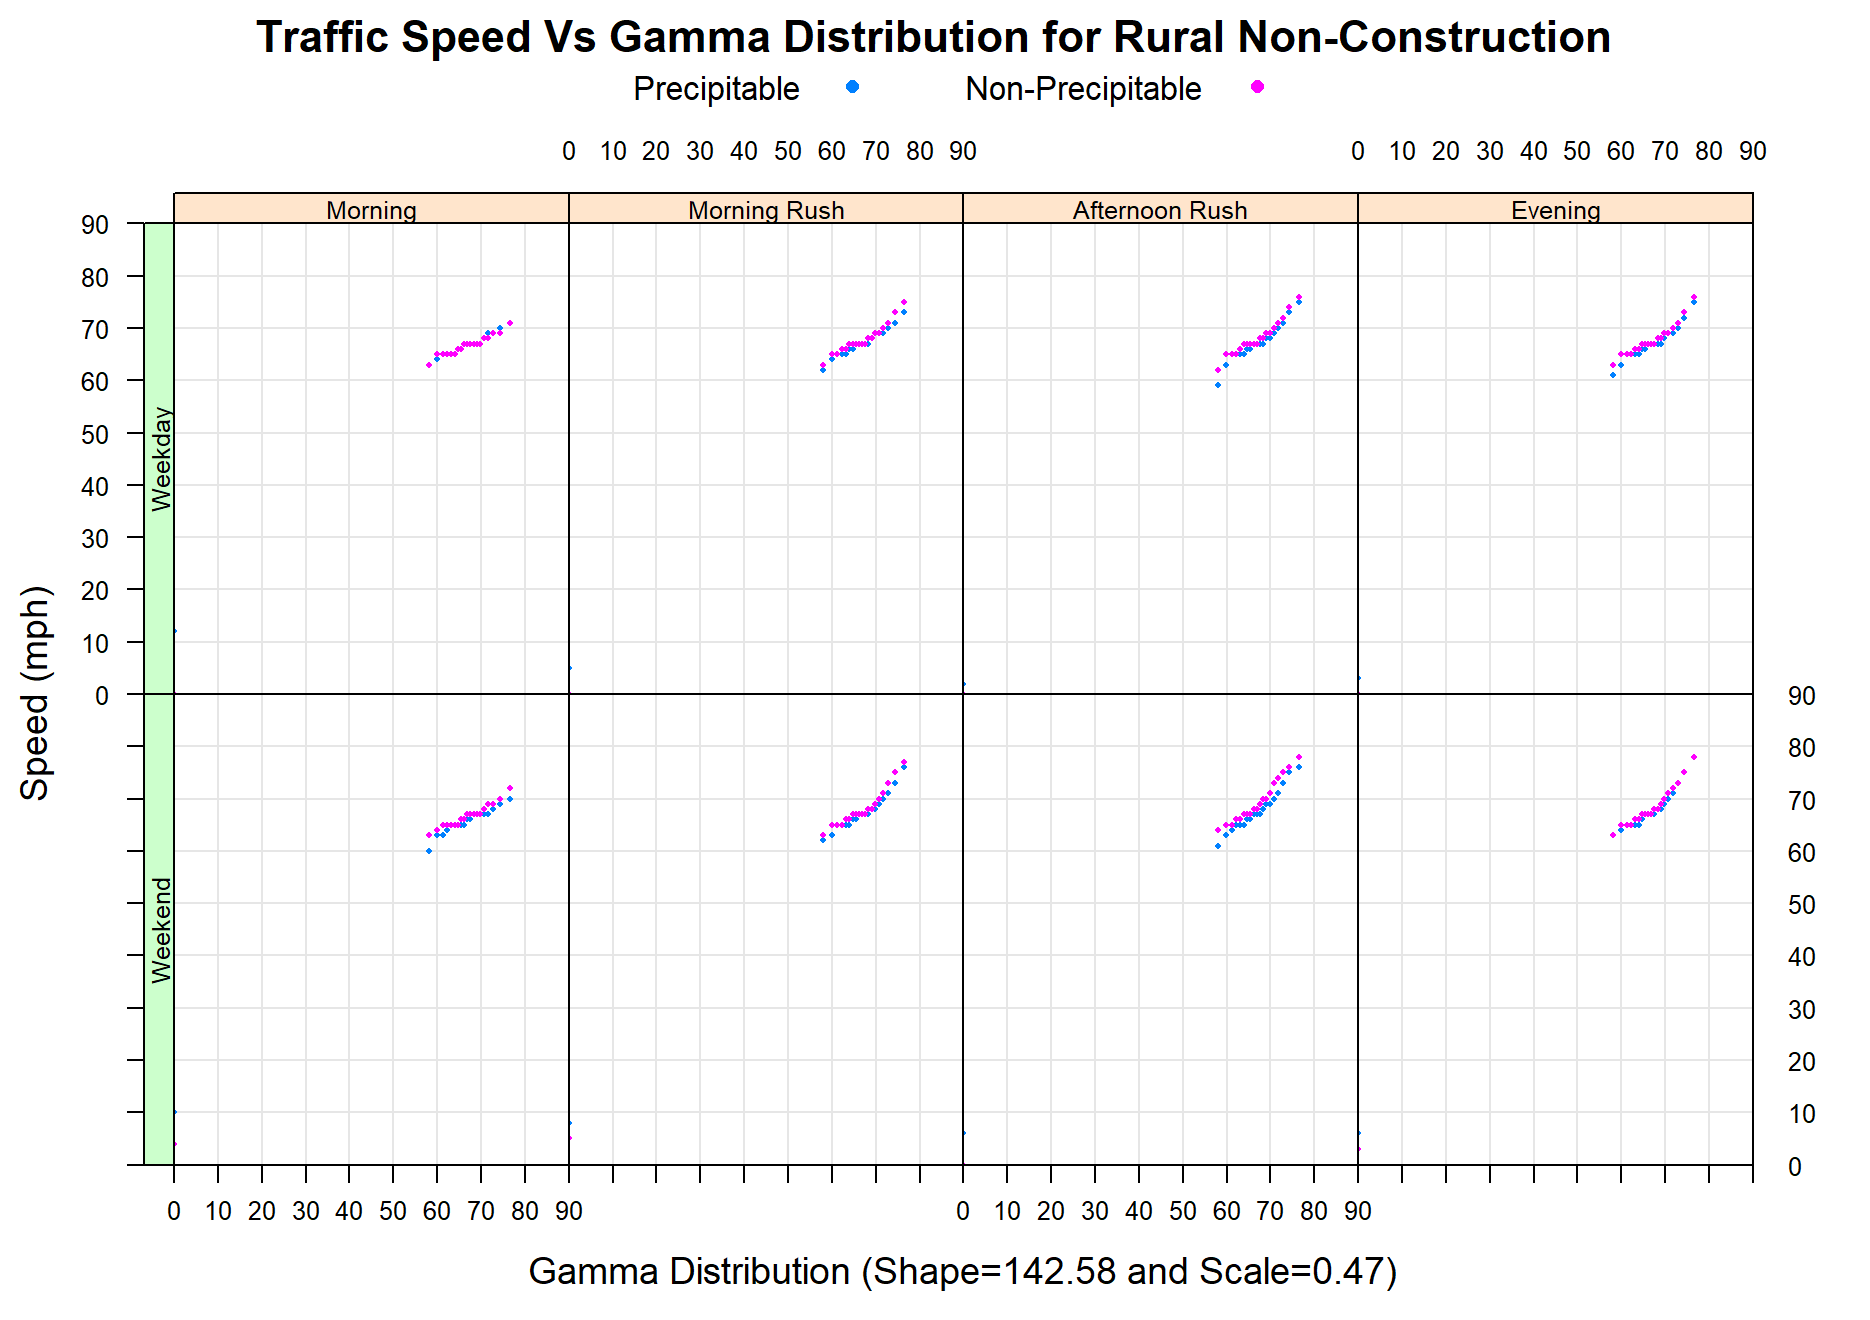 Traffic Speed Vs Gamma Distribution for Rural Non-Construction
Precipitable Non-Precipitable
0 10 20 30 40 50 60 70 80 90 0 10 20 30 40 50 60 70 80 90
Morning Morning Rush Afternoon Rush Evening
90
80
70
60
50
40
30
20
10
0
Weekday
Speed (mph)
Weekend
90
80
70
60
50
40
30
20
10
0
0 10 20 30 40 50 60 70 80 90 0 10 20 30 40 50 60 70 80 90
Gamma Distribution (Shape=142.58 and Scale=0.47)